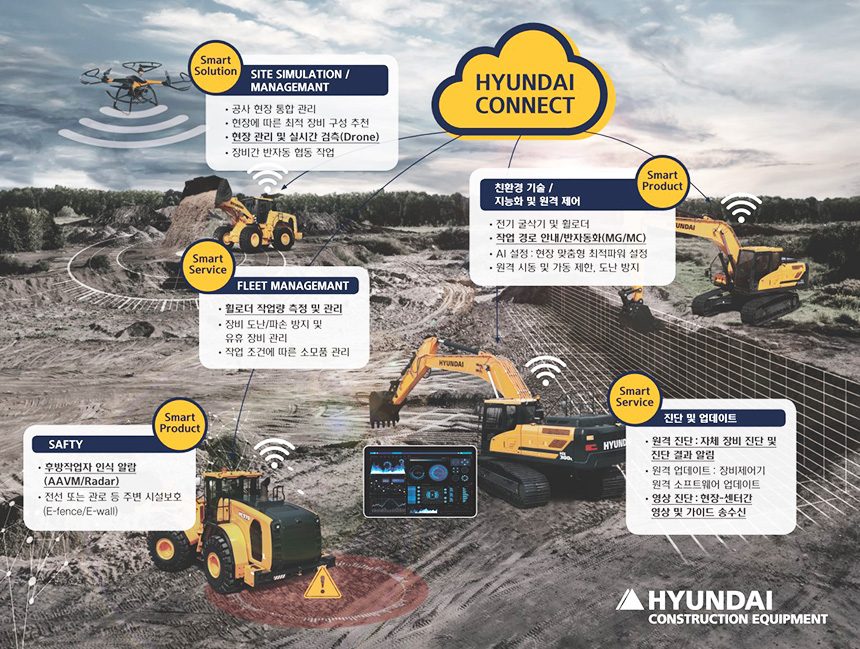 Smart
Solution
SITE SIMULATION /
MANAGEMANT
• 공사 현장 통합 관리
• 현장에 따른 최적 장비 구성 추천
• 현장 관리 및 실시간 검측(Drone)
• 장비간 반자동 협동 작업
HYUNDAI
CONNECT
Smart
Product
친환경 기술 /
지능화 및 원격 제어
• 전기 굴삭기 및 휠로더
• 작업 경로 안내/반자동화(MG/MC)
• AI 설정 : 현장 맞춤형 최적파워 설정
• 원격 시동 및 가동 제한, 도난 방지
HYUNDAI
Smart
Service
FLEET MANAGEMENT
• 휠로더 작업량 측정 및 관리
• 장비 도난/파손 방지 및
유휴 장비 관리
• 작업 조건에 따른 소모품 관리
HYUNDAI
HYUND
Smart
Service
진단 및 업데이트
• 원격 진단 : 자체 장비 진단 및
진단 결과 알림
• 원격 업데이트 : 장비제어기
원격 소프트웨어 업데이트
• 영상 진단 : 현장-센터간
영상 및 가이드 송수신
Smart
Product
SAFTY
• 후방작업자 인식 알람
(AAVM/Radar)
• 전선 또는 관로 등 주변 시설보호
(E-fence/E-wall)
HYUNDAI
CONSTRUCTION EQUIPMENT